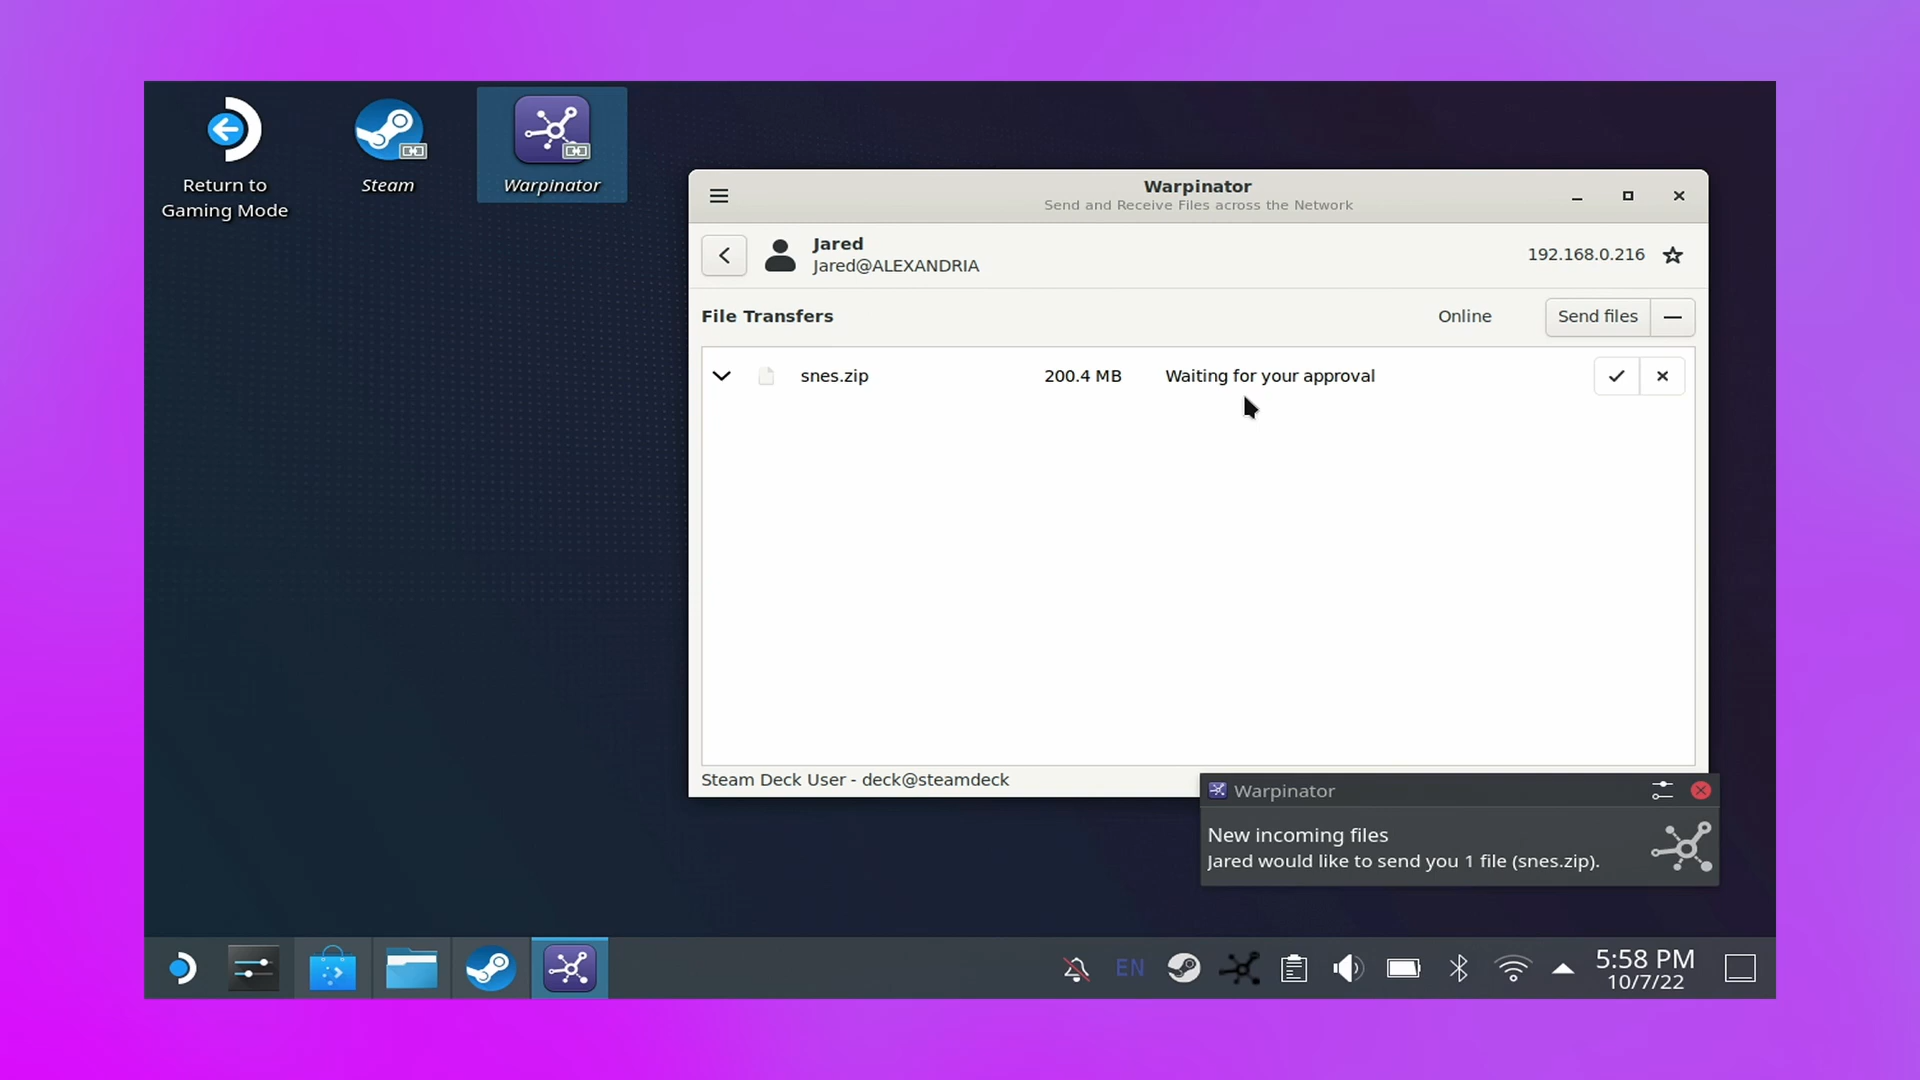 Return to
Gaming Mode
Steam
Warpinator
Warpinator
Send and Receive Files across the Network
Jared
Jared@ALEXANDRIA
192.168.0.216
File Transfers
Online
Send files
snes.zip
200.4 MB
Waiting for your approval
Steam Deck User - deck@steamdeck
Warpinator
New incoming files
Jared would like to send you 1 file (snes.zip).
EN
5:58 PM
10/7/22